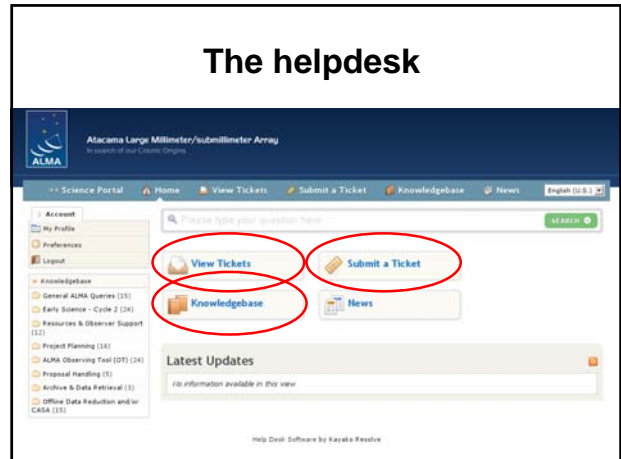 The helpdesk
ALMA
Atacama Large Millimeter/submillimeter Array
In search of our Cosmic Origins
<< Science Portal Home View Tickets Submit a Ticket Knowledgebase News English (U.S.)
Account
My Profile
Preferences
Logout
Please type your question here
SEARCH
View Tickets
Submit a Ticket
Knowledgebase
News
Knowledgebase
General ALMA Queries (15)
Early Science - Cycle 2 (24)
Resources & Observer Support
(12)
Project Planning (16)
ALMA Observing Tool (OT) (24)
Proposal Handling (5)
Archive & Data Retrieval (3)
Offline Data Reduction and/or
CASA (15)
Latest Updates
No information available in this view
Help Desk Software by Kayako Resolve